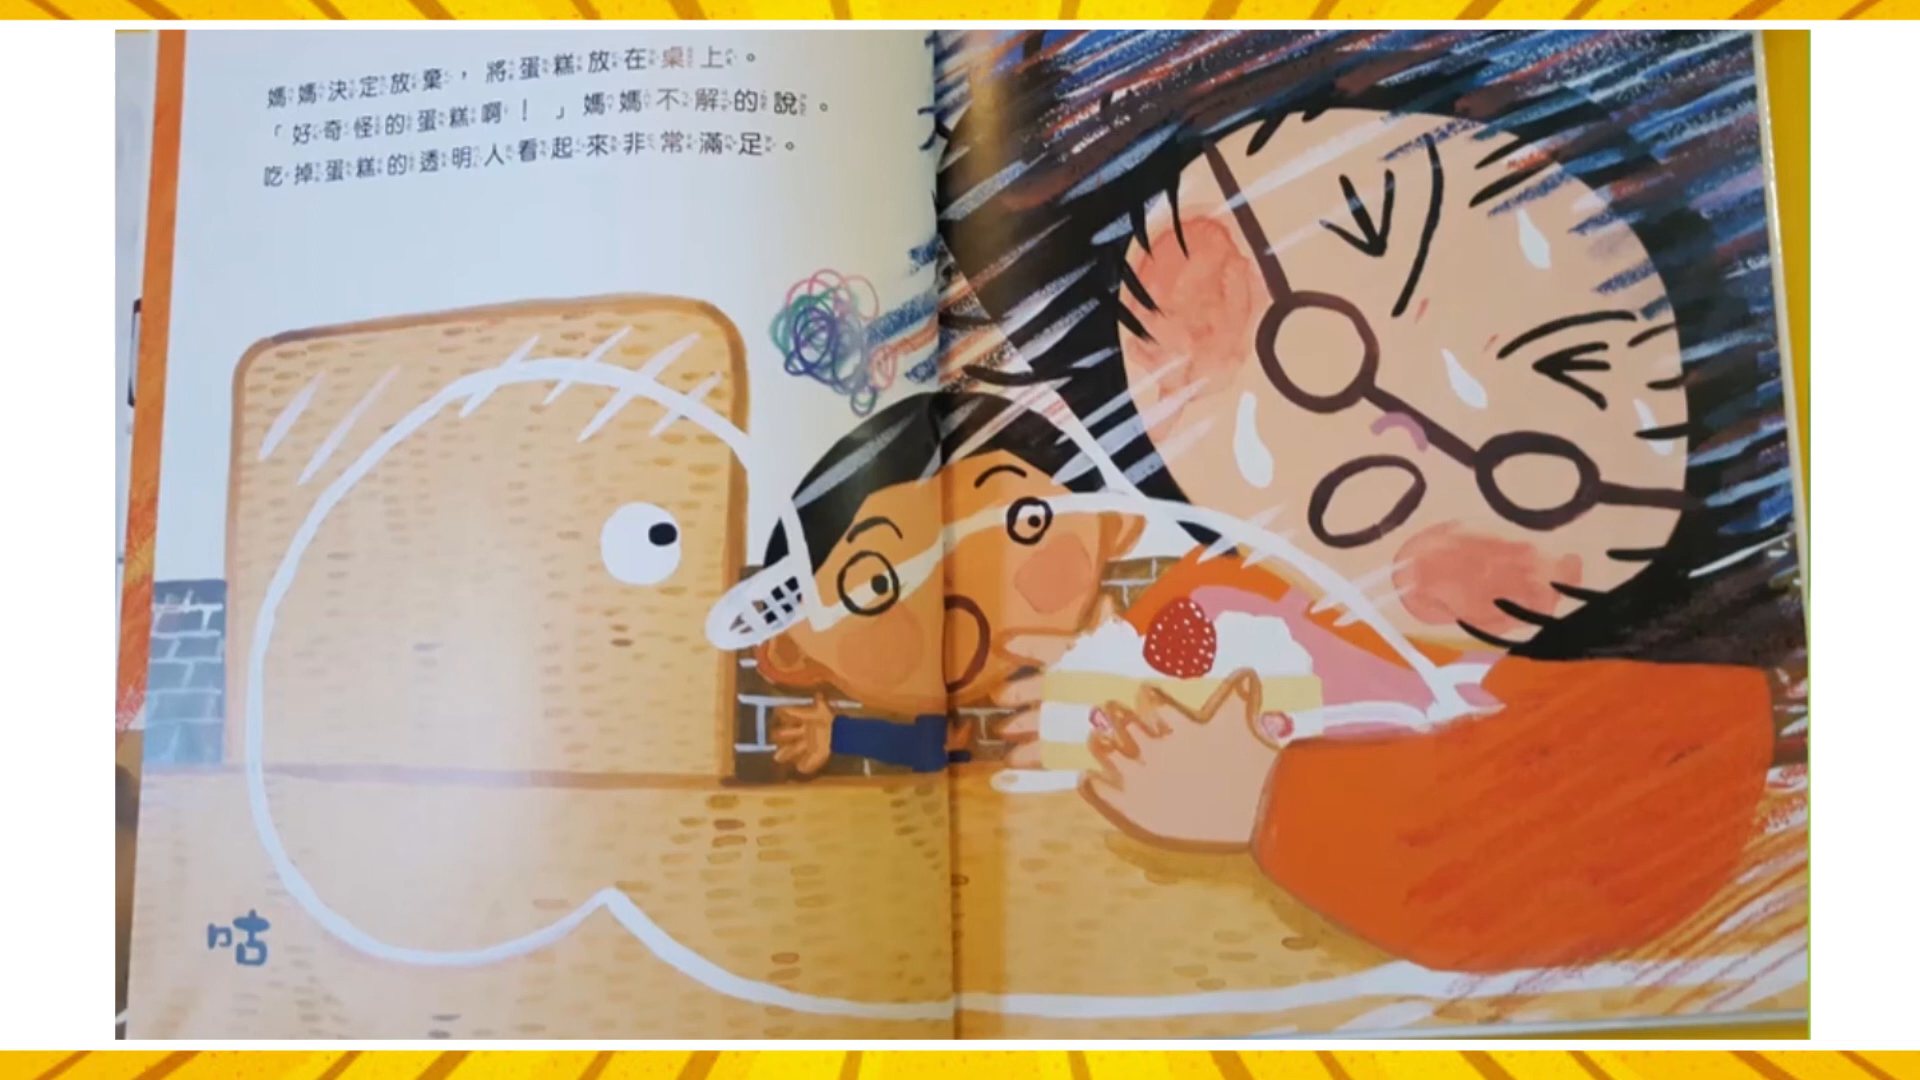 媽媽決定放棄，將蛋糕放在桌上。
「好奇怪的蛋糕啊！」媽媽不解的說。
吃掉蛋糕的透明人看起來非常滿足。
咕